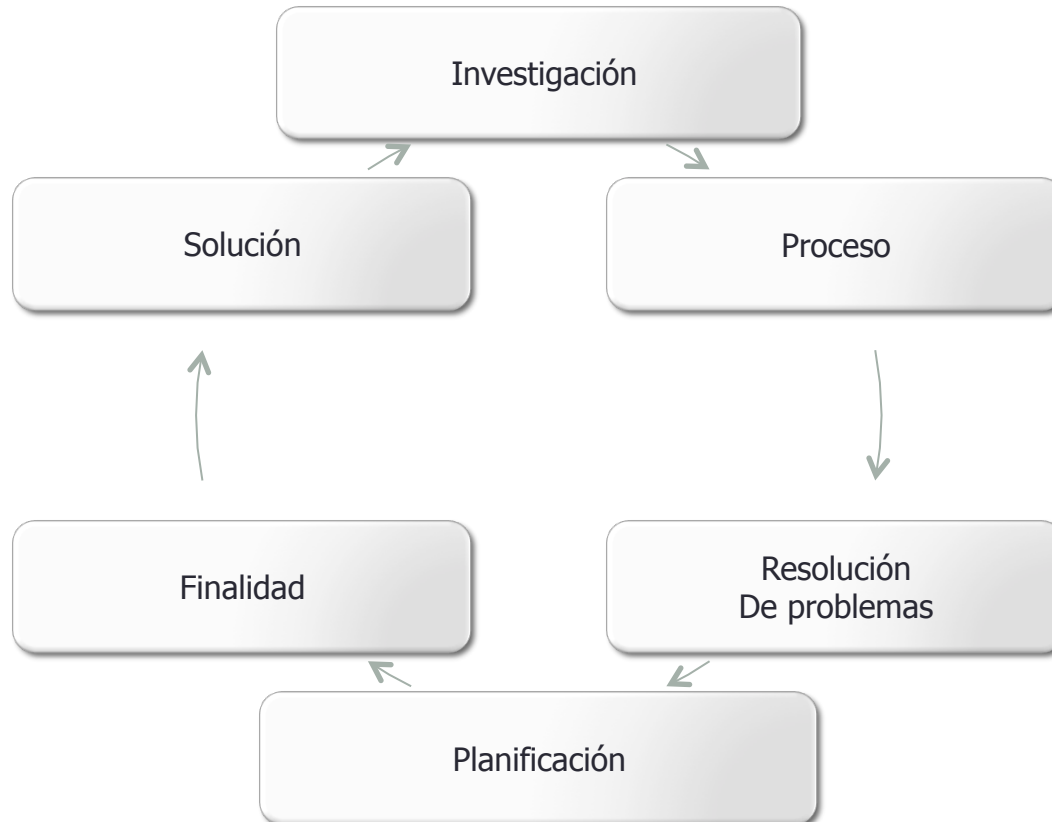 Investigación
Solución
Proceso
Finalidad
Resolución
De problemas
Planificación